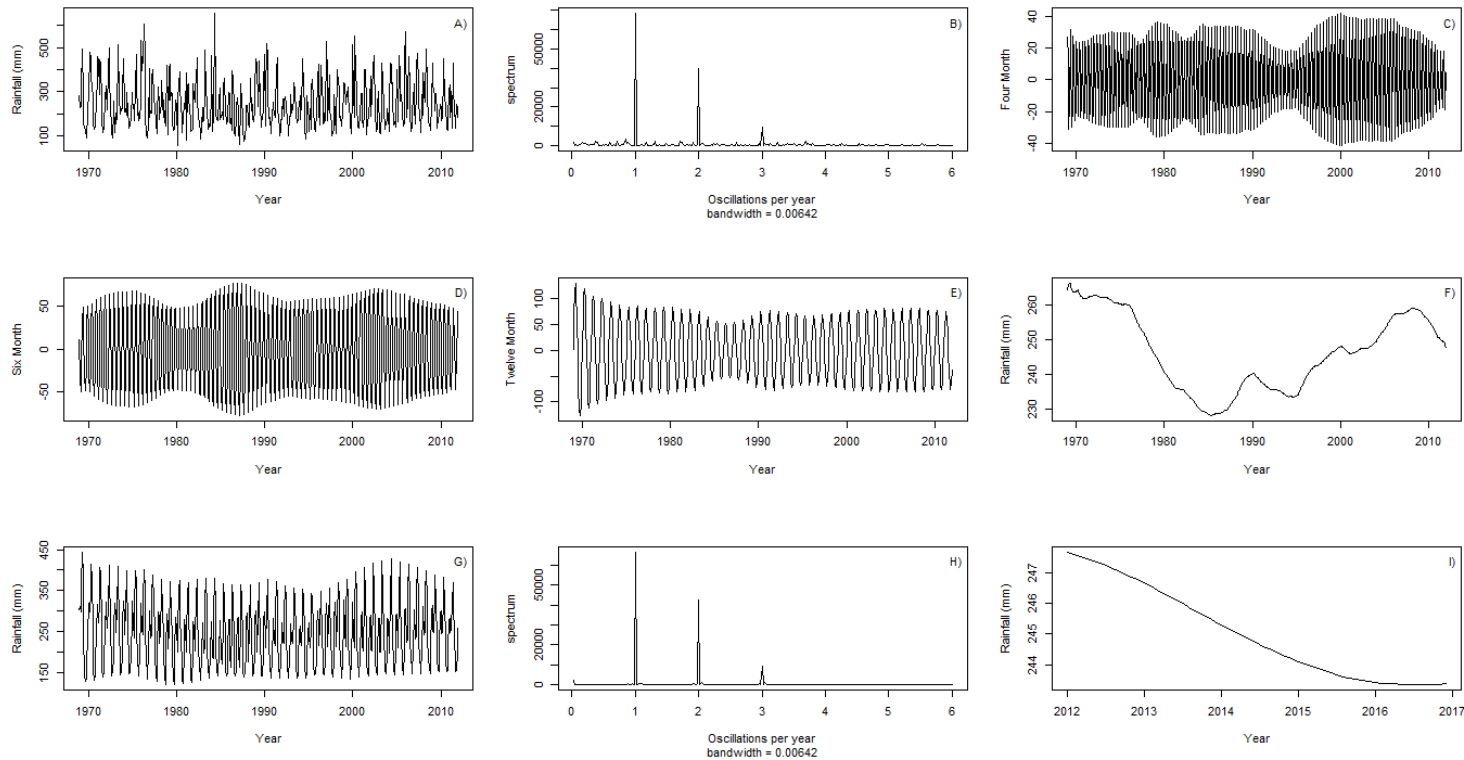 A)
Rainfall (mm)
500
300
100
1970 1980 1990 2000 2010
Year
B)
spectrum
50000
20000
0
0 1 2 3 4 5 6
Oscillations per year
bandwidth = 0.00642
C)
Four Month
40
20
0
-20
-40
1970 1980 1990 2000 2010
Year
D)
Six Month
50
0
-50
1970 1980 1990 2000 2010
Year
E)
Twelve Month
100
50
0
-100
1970 1980 1990 2000 2010
Year
F)
Rainfall (mm)
260
250
240
230
1970 1980 1990 2000 2010
Year
G)
Rainfall (mm)
450
350
250
150
1970 1980 1990 2000 2010
Year
H)
spectrum
50000
20000
0
0 1 2 3 4 5 6
Oscillations per year
bandwidth = 0.00642
I)
Rainfall (mm)
247
246
245
244
2012 2013 2014 2015 2016 2017
Year